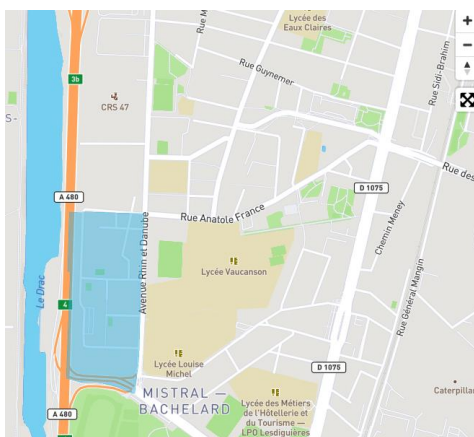 Lycée des
Eaux Claires
+
−
Rue M
3b
Rue Guynemer
Rue Sidi-Brahim
CRS 47
S-
Rue des
A 480
D 1075
Rue Anatole France
Avenue Rhin et Danube
Chemin Meney
Lycée Vaucanson
Le Drac
Rue Général Mangin
4
Lycée Louise
Michel
D 1075
MISTRAL —
BACHELARD
Caterpillar
Lycée des Métiers
de l'Hôtellerie et
du Tourisme —
LPO Lesdiguières
A 480